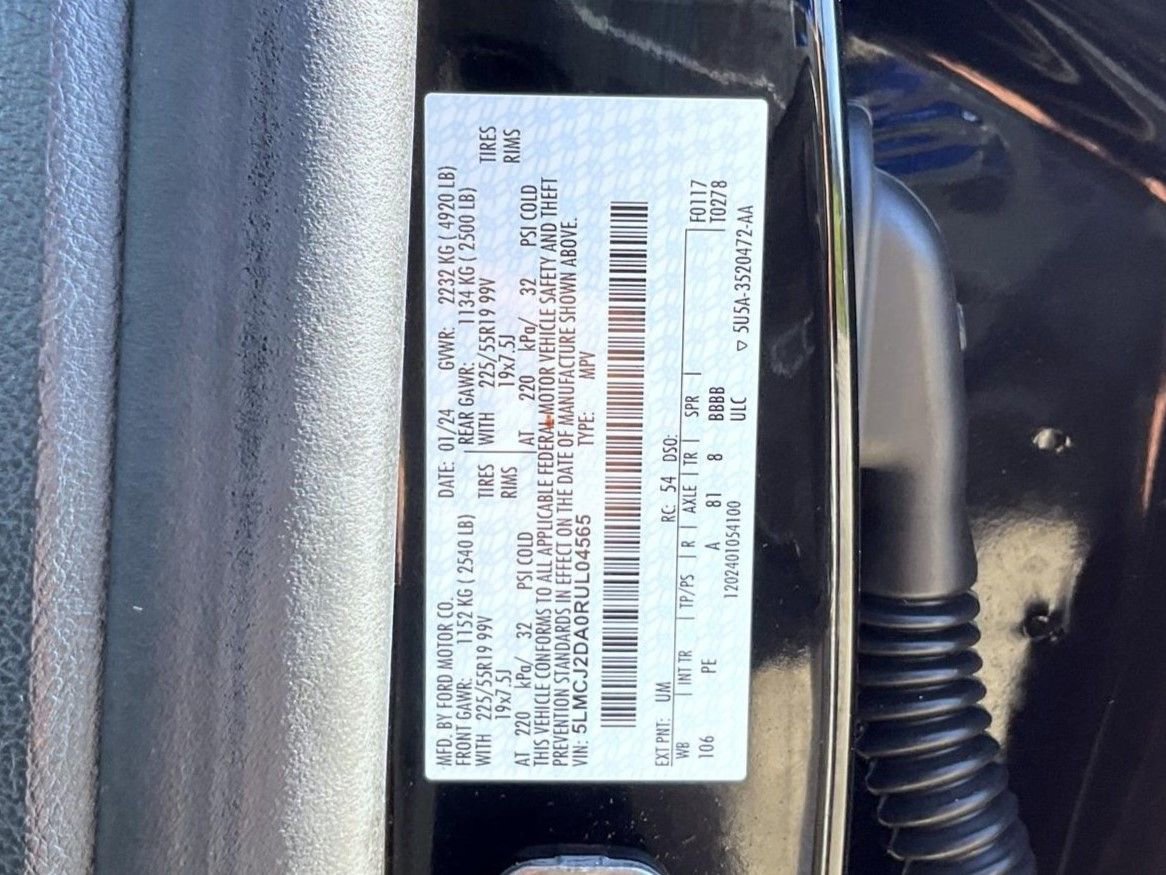 MFD. BY FORD MOTOR CO.
DATE: 01/24 GVWR: 2232 KG ( 4920 LB)
FRONT GAWR: 1152 KG ( 2540 LB) REAR GAWR: 1134 KG ( 2500 LB)
WITH 225/55R19 99V TIRES WITH 225/55R19 99V TIRES
19x7.5J RIMS 19x7.5J RIMS
AT 220 kPa/ 32 PSI COLD AT 220 kPa/ 32 PSI COLD
THIS VEHICLE CONFORMS TO ALL APPLICABLE FEDERAL MOTOR VEHICLE SAFETY AND THEFT
PREVENTION STANDARDS IN EFFECT ON THE DATE OF MANUFACTURE SHOWN ABOVE.
VIN: 5LMCJ2DA0RUL04565 TYPE: MPV
F0117
T0278
EXT PNT: UM RC: 54 DSO:
WB INT TR TP/PS R AXLE TR SPR
106 PE A 81 8 BBBB
ULC
1202401054100 ▽ 5U5A-3520472-AA